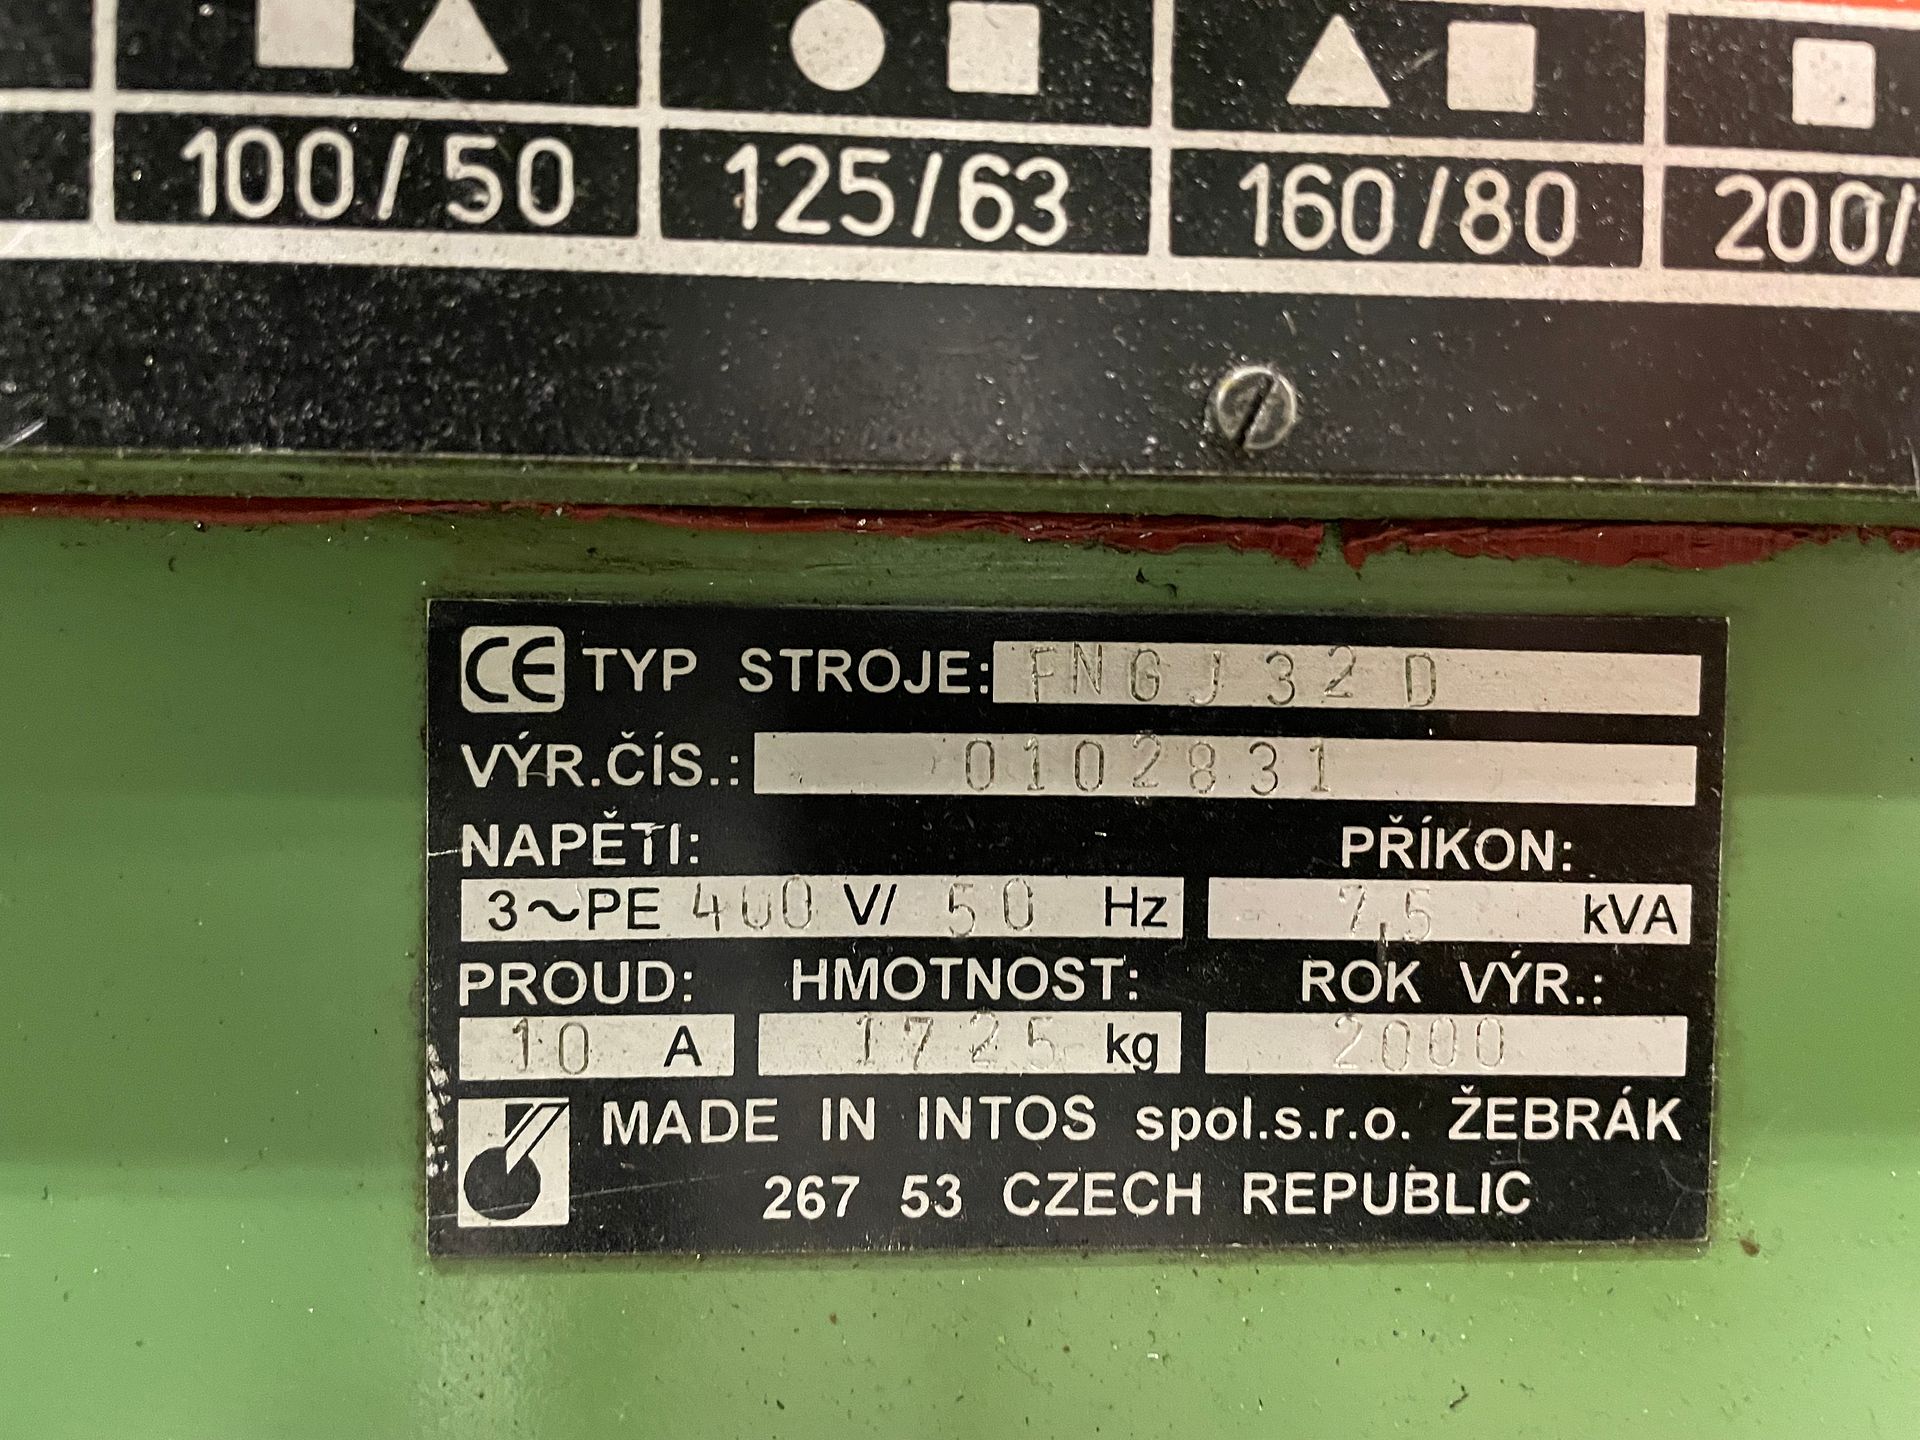 100/50 125/63 160/80 200/
CE TYP STROJE: FNGJ32D
VÝR.ČÍS.: 0102831
NAPĚTI: PŘÍKON:
3~PE 400 V/ 50 Hz 7,5 kVA
PROUD: HMOTNOST: ROK VÝR.:
10 A 1725 kg 2000
MADE IN INTOS spol.s.r.o. ŽEBRÁK
267 53 CZECH REPUBLIC